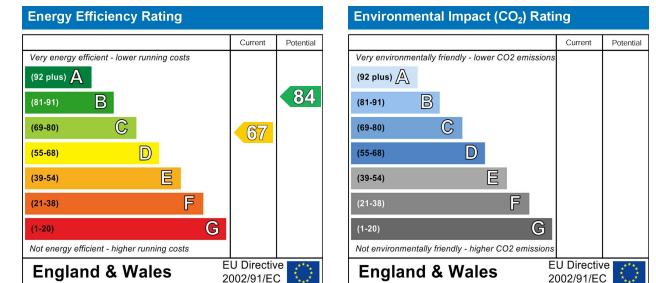 Energy Efficiency Rating
Current Potential
Very energy efficient - lower running costs
(92 plus) A
(81-91) B
84
(69-80) C
67
(55-68) D
(39-54) E
(21-38) F
(1-20) G
Not energy efficient - higher running costs
England & Wales
EU Directive
2002/91/EC
Environmental Impact (CO₂) Rating
Current Potential
Very environmentally friendly - lower CO2 emissions
(92 plus) A
(81-91) B
(69-80) C
(55-68) D
(39-54) E
(21-38) F
(1-20) G
Not environmentally friendly - higher CO2 emissions
England & Wales
EU Directive
2002/91/EC